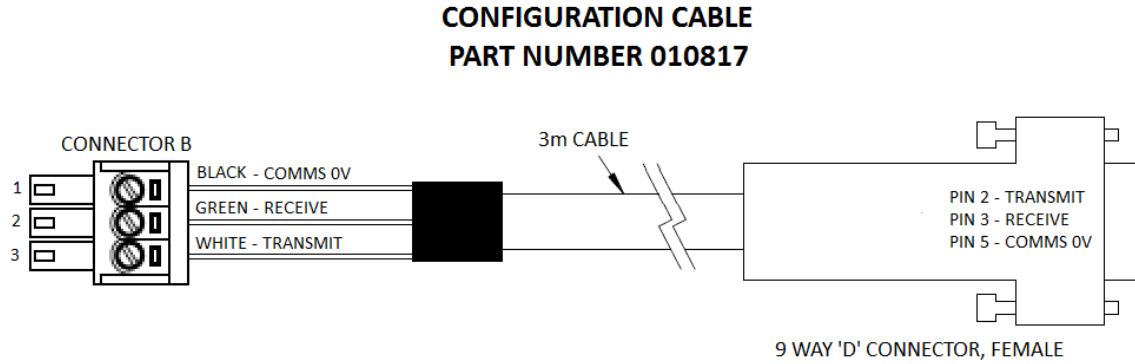 CONFIGURATION CABLE
PART NUMBER 010817
CONNECTOR B
3m CABLE
1
BLACK - COMMS 0V
2
GREEN - RECEIVE
3
WHITE - TRANSMIT
PIN 2 - TRANSMIT
PIN 3 - RECEIVE
PIN 5 - COMMS 0V
9 WAY 'D' CONNECTOR, FEMALE